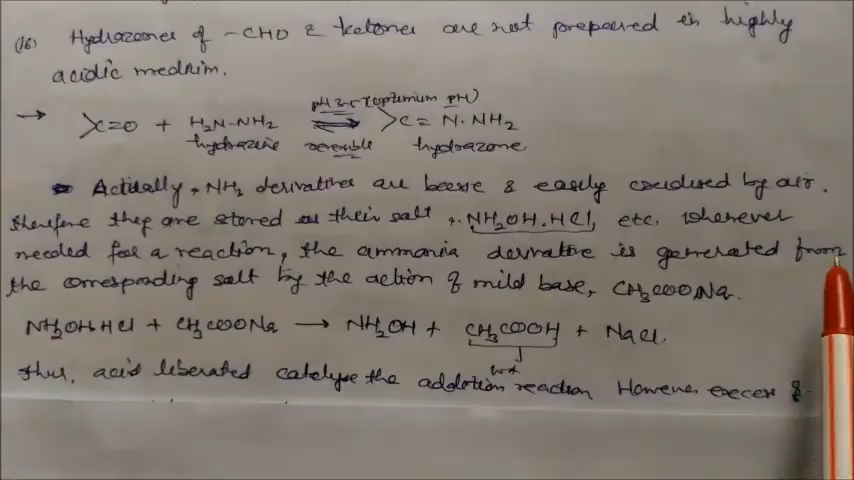 (16) Hydrazones of -CHO & ketones are not prepared in highly
acidic medium.
→ >C=O + H₂N-NH₂ ⇌ >C=N·NH₂
pH 3-5 (optimum pH)
hydrazine reversible hydrazone
Actually, NH₃ derivatives are basic & easily oxidised by air.
therefore they are stored as their salt, NH₂OH.HCl, etc. Whenever
needed for a reaction, the ammonia derivative is generated from
the corresponding salt by the action of mild base, CH₃COONa.
NH₂OH.HCl + CH₃COONa → NH₂OH + CH₃COOH + NaCl.
Thus, acid liberated catalyse the addition reaction However excess